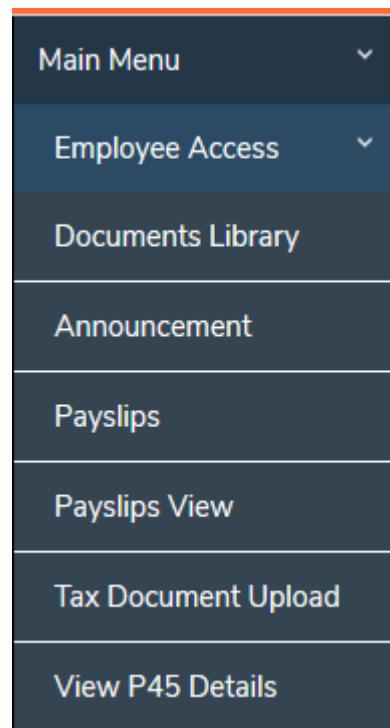 Main Menu
Employee Access
Documents Library
Announcement
Payslips
Payslips View
Tax Document Upload
View P45 Details